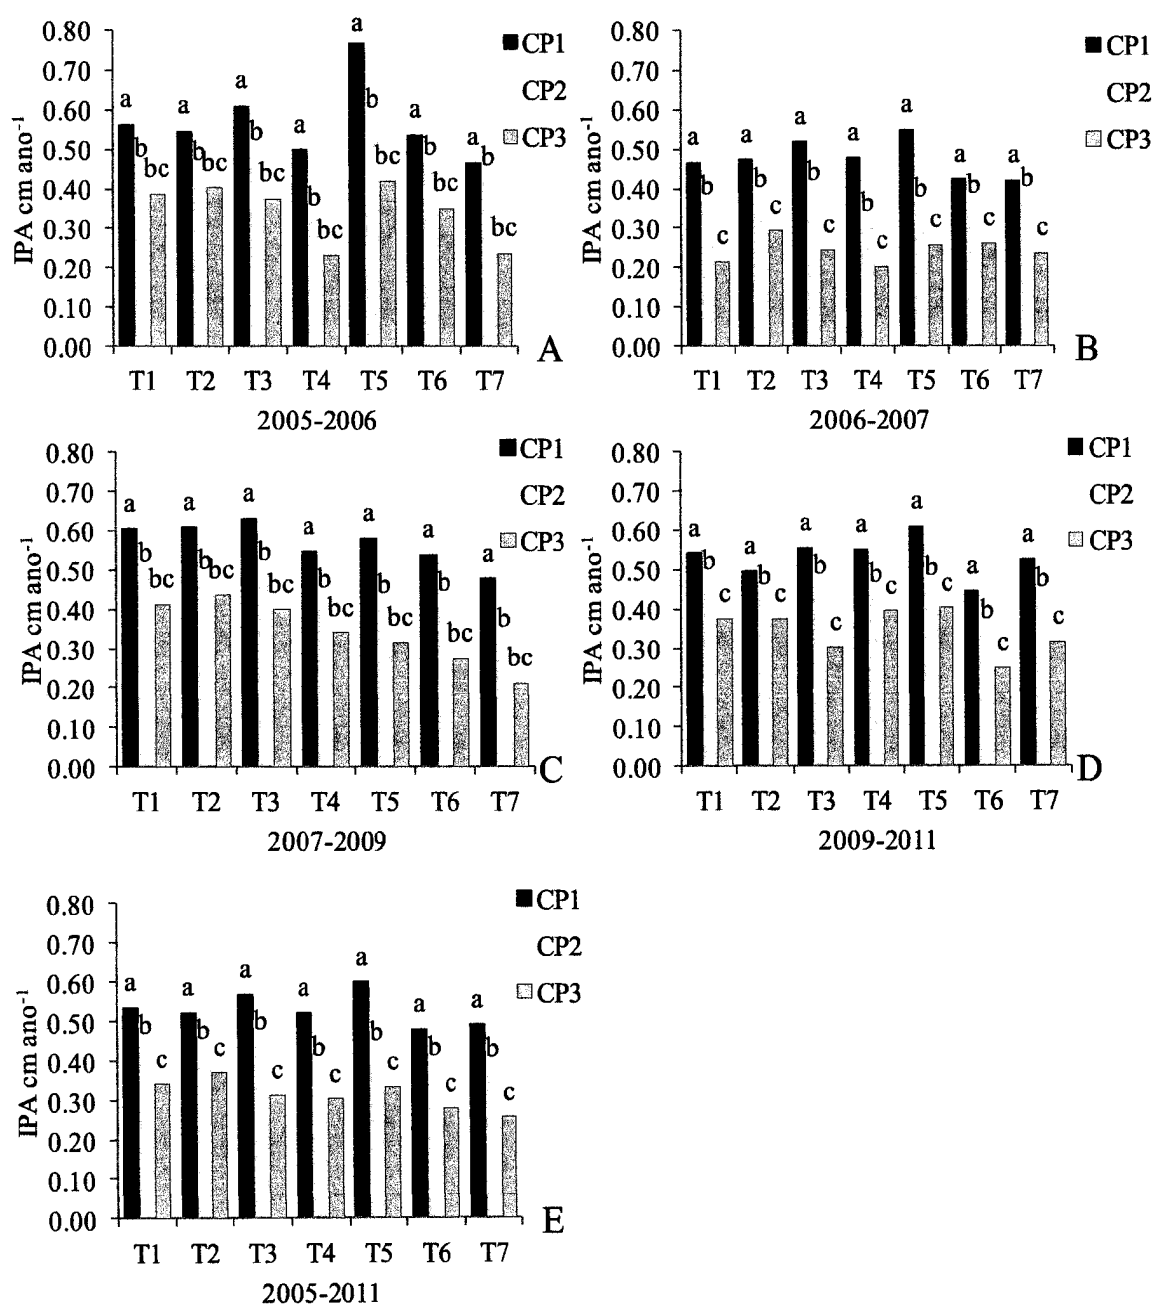 a
0.80 a CP1
0.70 a b CP2
0.60 a a a a CP3
0.50 b b b a b b
0.40 bc bc bc b bc bc
0.30 bc bc
0.20
0.10
0.00
IPA cm ano-1
T1 T2 T3 T4 T5 T6 T7
2005-2006
A
0.80 CP1
0.70 CP2
0.60 a a a CP3
0.50 a a a a
0.40 b b b b b b b
0.30 c c c c c c c
0.20
0.10
0.00
IPA cm ano-1
T1 T2 T3 T4 T5 T6 T7
2006-2007
B
0.80 CP1
0.70 a a a a CP2
0.60 a a a CP3
0.50 b b b b b b
0.40 bc bc bc bc bc b
0.30 bc bc
0.20
0.10
0.00
IPA cm ano-1
T1 T2 T3 T4 T5 T6 T7
2007-2009
C
0.80 CP1
0.70 a CP2
0.60 a a a a a CP3
0.50 b b b b b a b
0.40 c c c c c b c
0.30 c c
0.20
0.10
0.00
IPA cm ano-1
T1 T2 T3 T4 T5 T6 T7
2009-2011
D
0.80 CP1
0.70 a a CP2
0.60 a a a a a CP3
0.50 b b b b b b b
0.40 c c c c c c c
0.30
0.20
0.10
0.00
IPA cm ano-1
T1 T2 T3 T4 T5 T6 T7
2005-2011
E